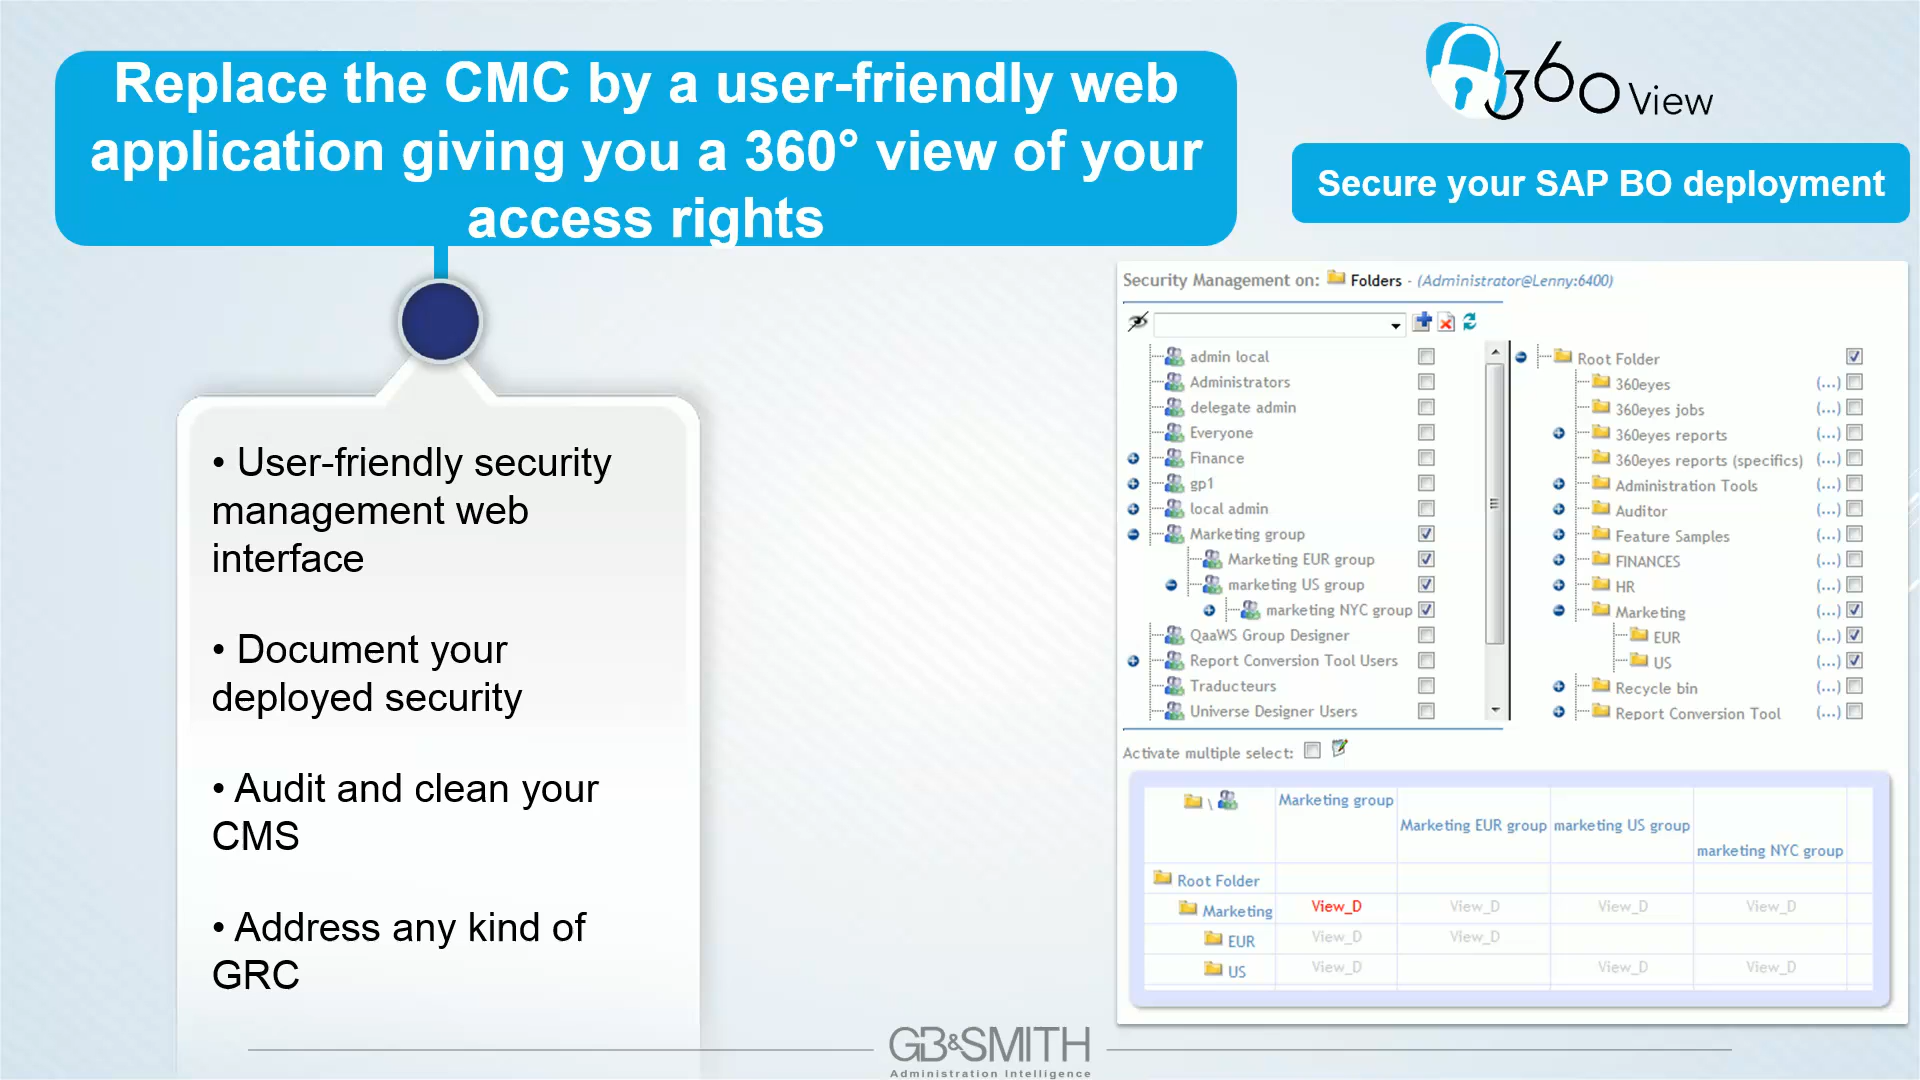 Replace the CMC by a user-friendly web
application giving you a 360° view of your
access rights
360 View
Secure your SAP BO deployment
• User-friendly security
management web
interface
• Document your
deployed security
• Audit and clean your
CMS
• Address any kind of
GRC
Security Management on: Folders - (Administrator@Lenny:6400)
admin local
Administrators
delegate admin
Everyone
Finance
gp1
local admin
Marketing group
Marketing EUR group
marketing US group
marketing NYC group
QaaWS Group Designer
Report Conversion Tool Users
Traducteurs
Universe Designer Users
Root Folder
360eyes (...)
360eyes jobs (...)
360eyes reports (...)
360eyes reports (specifics) (...)
Administration Tools (...)
Auditor (...)
Feature Samples (...)
FINANCES (...)
HR (...)
Marketing (...)
EUR (...)
US (...)
Recycle bin (...)
Report Conversion Tool (...)
Activate multiple select:
\ Marketing group
Marketing EUR group marketing US group
marketing NYC group
Root Folder
Marketing View_D View_D View_D View_D
EUR View_D View_D
US View_D View_D View_D
GB&SMITH
Administration Intelligence